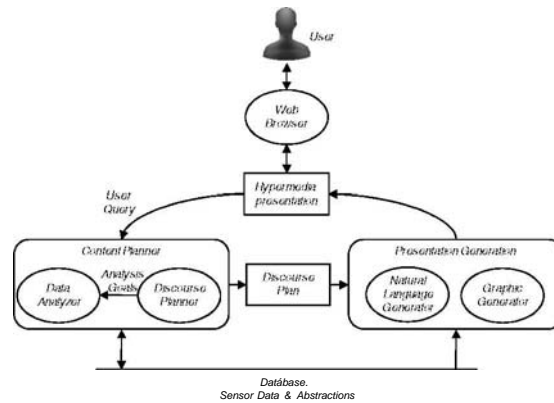 User
Web
Browser
Hypermedia
presentation
User
Query
Content Planner
Data
Analyzer
Analysis
Goals
Discourse
Planner
Discourse
Plan
Presentation Generation
Natural
Language
Generator
Graphic
Generator
Datábase.
Sensor Data & Abstractions